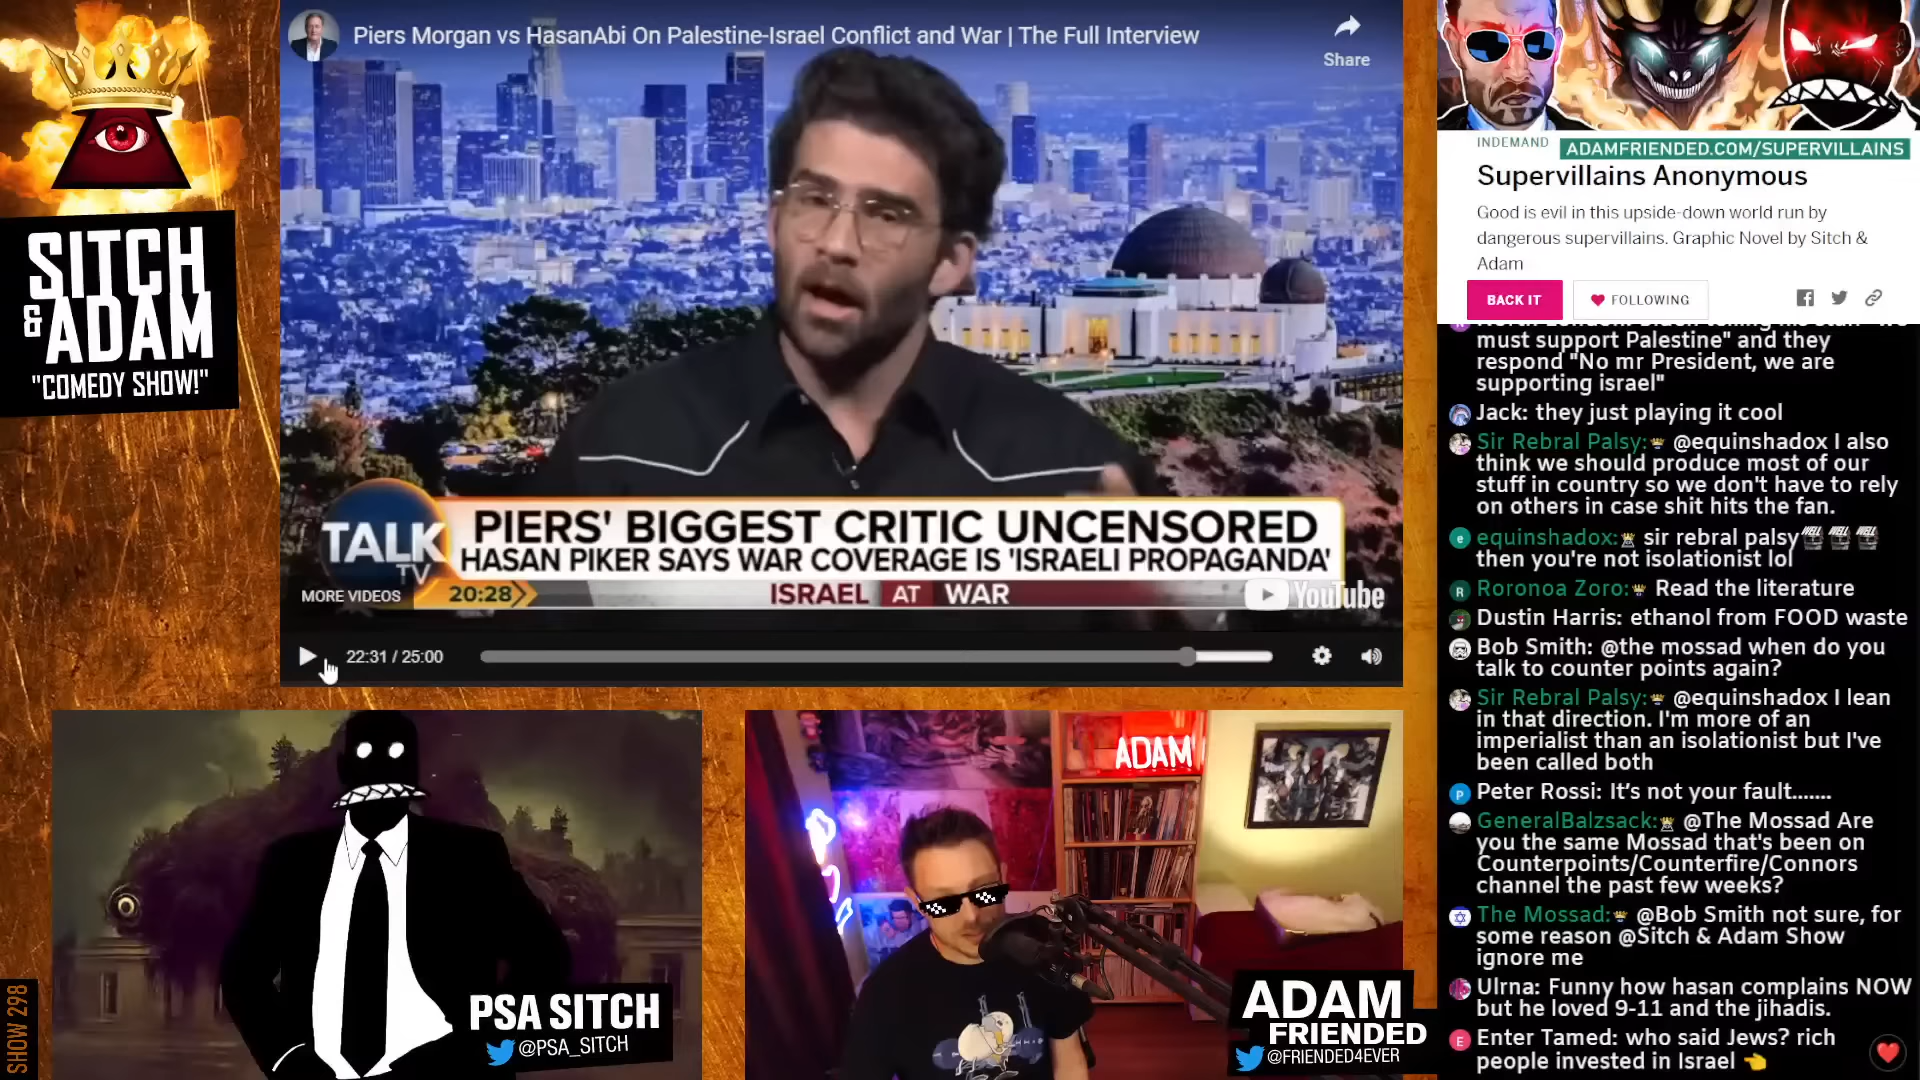 Piers Morgan vs HasanAbi On Palestine-Israel Conflict and War | The Full Interview
Share
SITCH
& ADAM
"COMEDY SHOW!"
PIERS' BIGGEST CRITIC UNCENSORED
HASAN PIKER SAYS WAR COVERAGE IS 'ISRAELI PROPAGANDA'
TALK
TV
MORE VIDEOS
20:28
ISRAEL AT WAR
YouTube
22:31 / 25:00
SHOW 298
PSA SITCH
@PSA_SITCH
ADAM
ADAM
FRIENDED
@FRIENDED4EVER
INDEMAND
ADAMFRIENDED.COM/SUPERVILLAINS
Supervillains Anonymous
Good is evil in this upside-down world run by
dangerous supervillains. Graphic Novel by Sitch &
Adam
BACK IT
FOLLOWING
must support Palestine" and they
respond "No mr President, we are
supporting israel"
Jack: they just playing it cool
Sir Rebral Palsy: @equinshadox I also
think we should produce most of our
stuff in country so we don't have to rely
on others in case shit hits the fan.
equinshadox: sir rebral palsy
then you're not isolationist lol
Roronoa Zoro: Read the literature
Dustin Harris: ethanol from FOOD waste
Bob Smith: @the mossad when do you
talk to counter points again?
Sir Rebral Palsy: @equinshadox I lean
in that direction. I'm more of an
imperialist than an isolationist but I've
been called both
Peter Rossi: It's not your fault.......
GeneralBalzsack: @The Mossad Are
you the same Mossad that's been on
Counterpoints/Counterfire/Connors
channel the past few weeks?
The Mossad: @Bob Smith not sure, for
some reason @Sitch & Adam Show
ignore me
Ulrna: Funny how hasan complains NOW
but he loved 9-11 and the jihadis.
Enter Tamed: who said Jews? rich
people invested in Israel